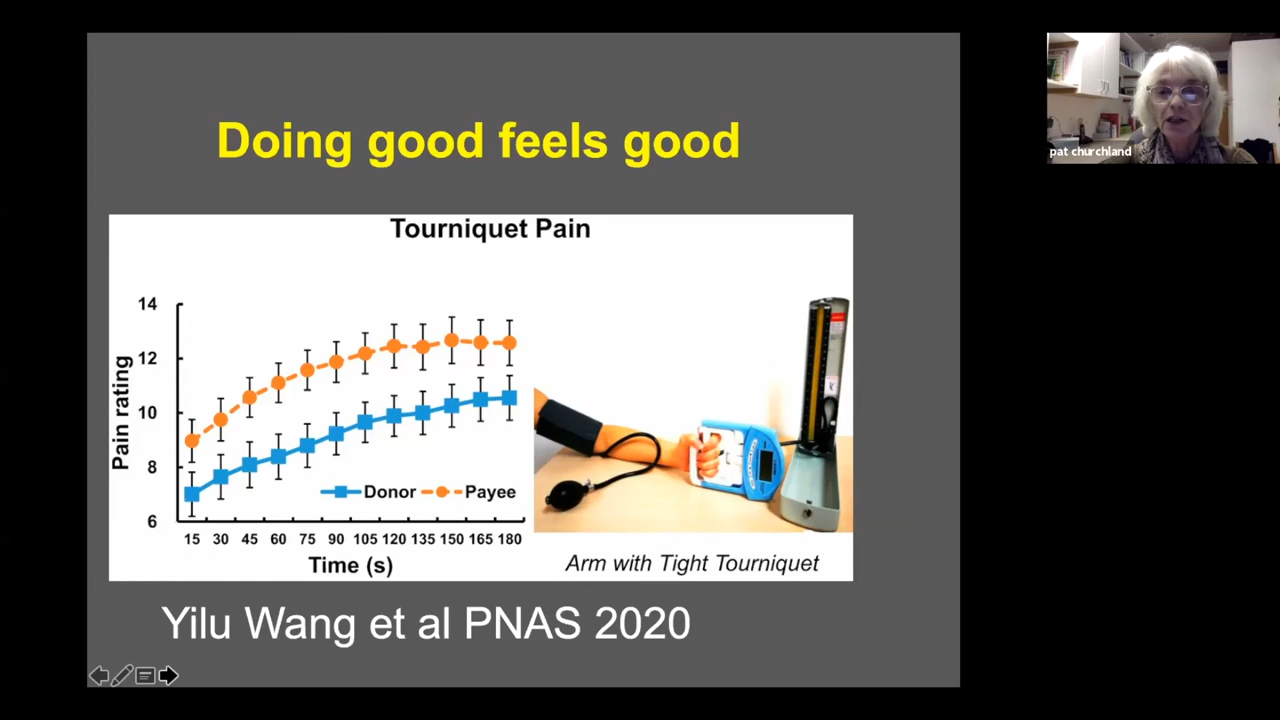 Doing good feels good
pat churchland
Tourniquet Pain
14
12
10
8
6
Pain rating
Donor
Payee
15 30 45 60 75 90 105 120 135 150 165 180
Time (s)
Arm with Tight Tourniquet
Yilu Wang et al PNAS 2020